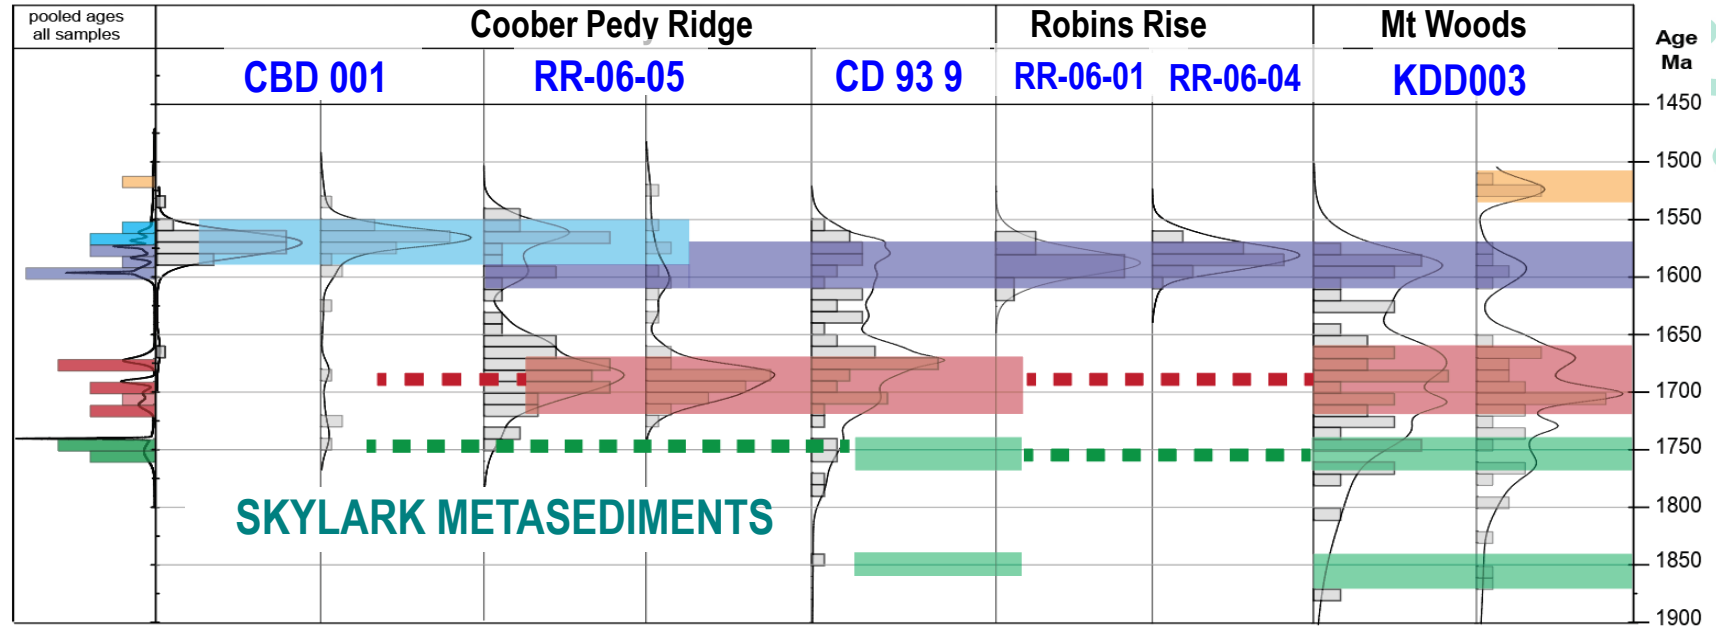 pooled ages
all samples
Coober Pedy Ridge
Robins Rise
Mt Woods
Age
Ma
CBD 001
RR-06-05
CD 93 9
RR-06-01
RR-06-04
KDD003
1450
1500
1550
1600
1650
1700
1750
1800
1850
1900
SKYLARK METASEDIMENTS